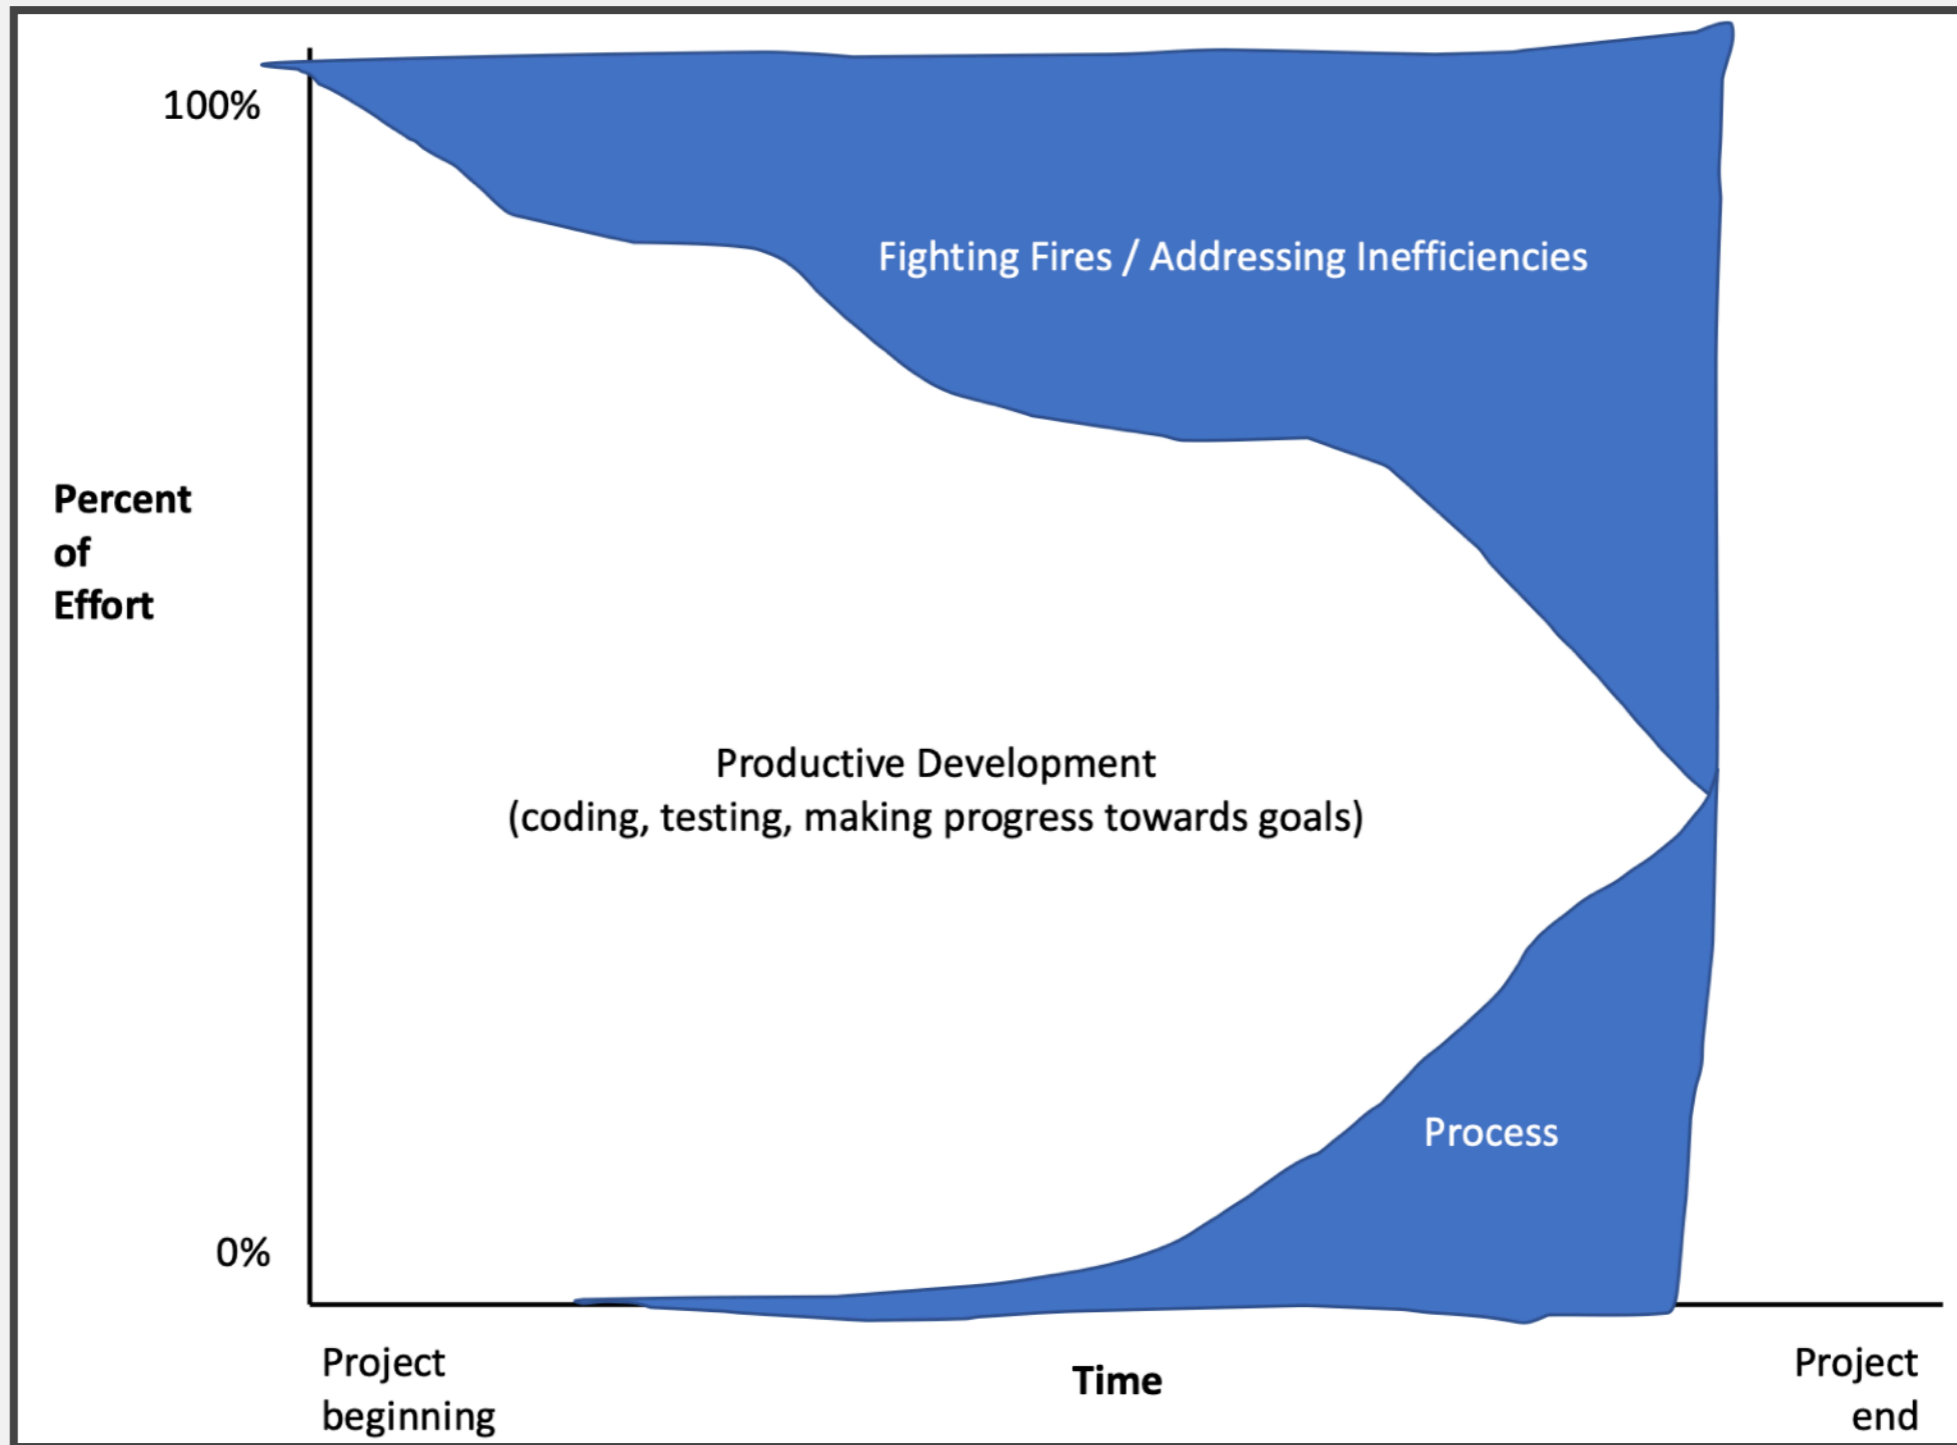 100%
Fighting Fires / Addressing Inefficiencies
Percent
of
Effort
Productive Development
(coding, testing, making progress towards goals)
Process
0%
Project
beginning
Time
Project
end